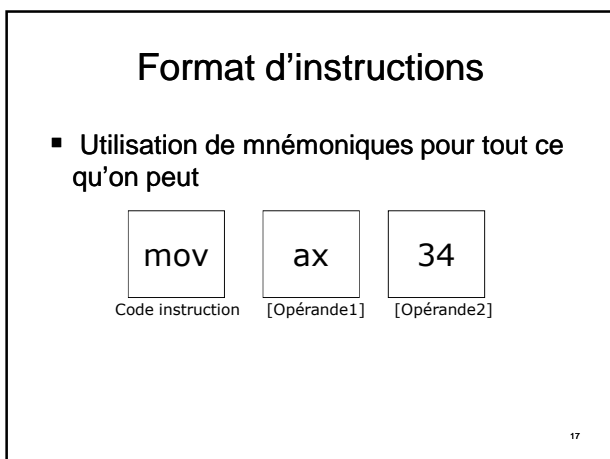 Format d'instructions
▪ Utilisation de mnémoniques pour tout ce
qu'on peut
mov ax 34
Code instruction [Opérande1] [Opérande2]
17